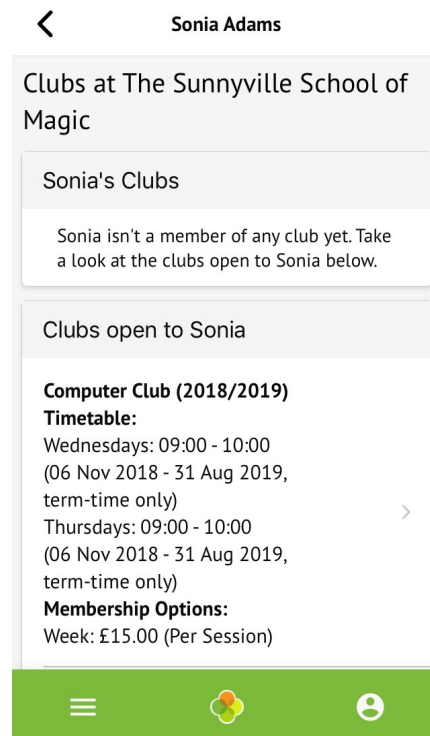 Sonia Adams
Clubs at The Sunnyville School of
Magic
Sonia's Clubs
Sonia isn't a member of any club yet. Take
a look at the clubs open to Sonia below.
Clubs open to Sonia
Computer Club (2018/2019)
Timetable:
Wednesdays: 09:00 - 10:00
(06 Nov 2018 - 31 Aug 2019,
term-time only)
Thursdays: 09:00 - 10:00
(06 Nov 2018 - 31 Aug 2019,
term-time only)
Membership Options:
Week: £15.00 (Per Session)